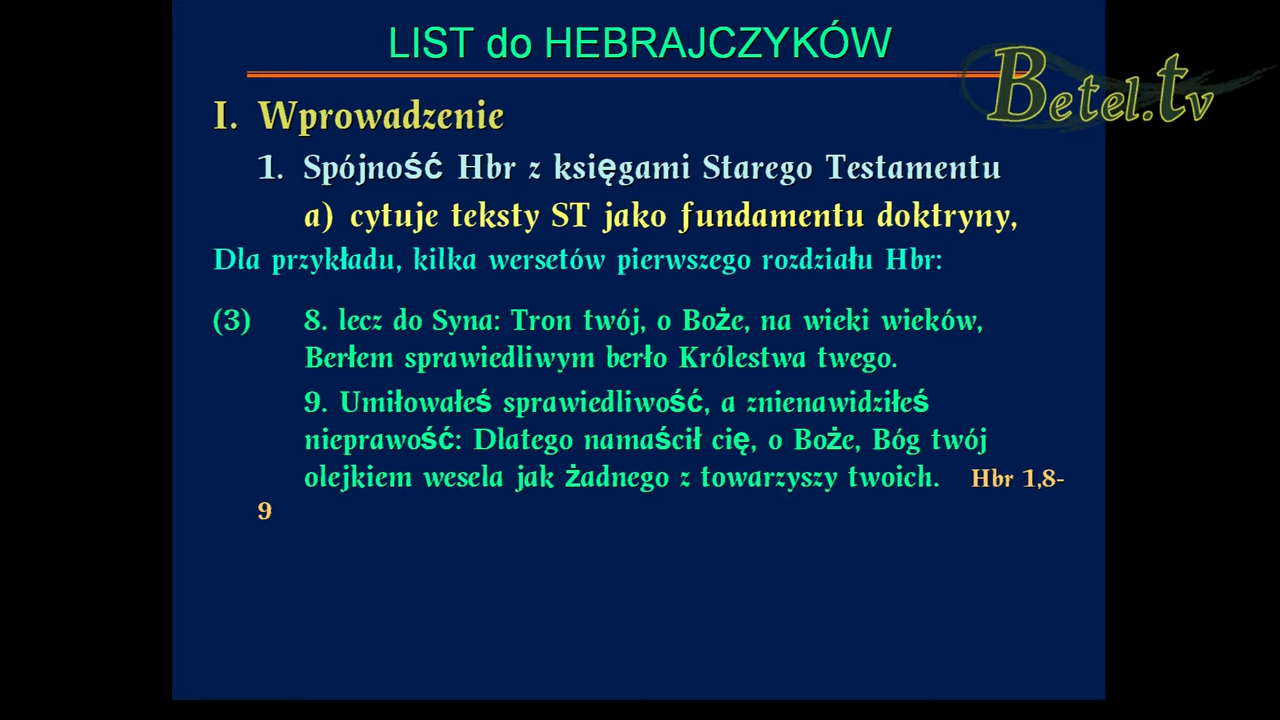 LIST do HEBRAJCZYKÓW
Betel.tv
I. Wprowadzenie
1. Spójność Hbr z księgami Starego Testamentu
a) cytuje teksty ST jako fundamentu doktryny,
Dla przykładu, kilka wersetów pierwszego rozdziału Hbr:
(3) 8. lecz do Syna: Tron twój, o Boże, na wieki wieków,
Berłem sprawiedliwym berło Królestwa twego.
9. Umiłowałeś sprawiedliwość, a znienawidziłeś
nieprawość: Dlatego namaścił cię, o Boże, Bóg twój
olejkiem wesela jak żadnego z towarzyszy twoich. Hbr 1,8-
9